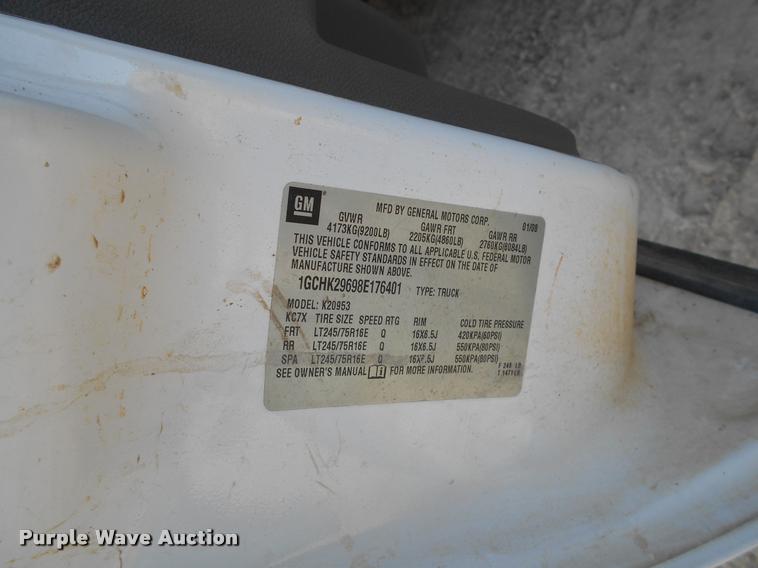 GM
MFD BY GENERAL MOTORS CORP. 01/08
GVWR GAWR FRT GAWR RR
4173KG(9200LB) 2205KG(4860LB) 2760KG(6084LB)
THIS VEHICLE CONFORMS TO ALL APPLICABLE U.S. FEDERAL MOTOR
VEHICLE SAFETY STANDARDS IN EFFECT ON THE DATE OF
MANUFACTURE SHOWN ABOVE.
1GCHK29698E176401 TYPE: TRUCK
MODEL: K20953
KC7X TIRE SIZE SPEED RTG RIM COLD TIRE PRESSURE
FRT LT245/75R16E Q 16X6.5J 420KPA(60PSI)
RR LT245/75R16E Q 16X6.5J 550KPA(80PSI)
SPA LT245/75R16E Q 16X6.5J 550KPA(80PSI)
SEE OWNER'S MANUAL FOR MORE INFORMATION.
Purple Wave Auction